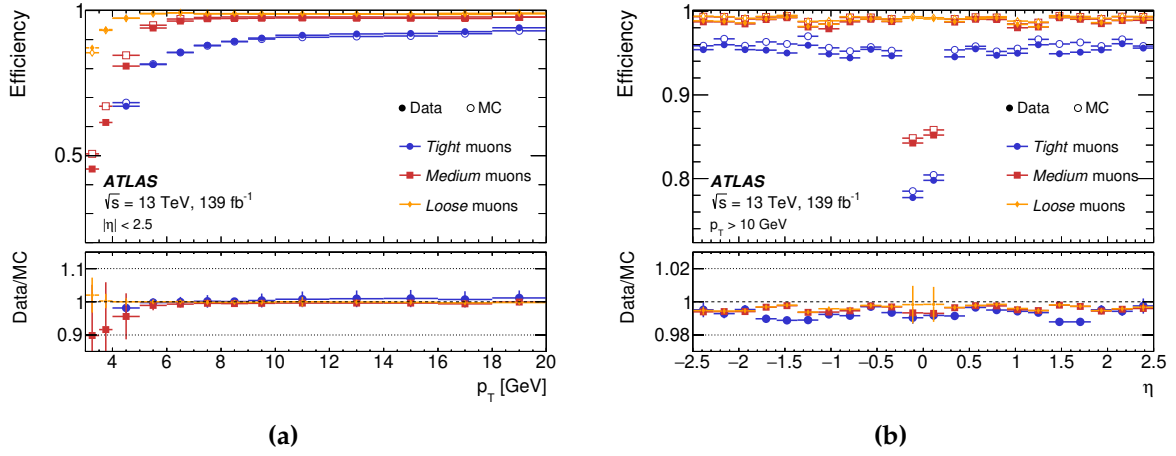 Efficiency
1
0.5
Data MC
Tight muons
Medium muons
Loose muons
ATLAS
√s = 13 TeV, 139 fb⁻¹
|η| < 2.5
Data/MC
1.1
1
0.9
4 6 8 10 12 14 16 18 20
p_T [GeV]
(a)
Efficiency
1
0.9
0.8
Data MC
Tight muons
Medium muons
Loose muons
ATLAS
√s = 13 TeV, 139 fb⁻¹
p_T > 10 GeV
Data/MC
1.02
1
0.98
−2.5 −2 −1.5 −1 −0.5 0 0.5 1 1.5 2 2.5
η
(b)